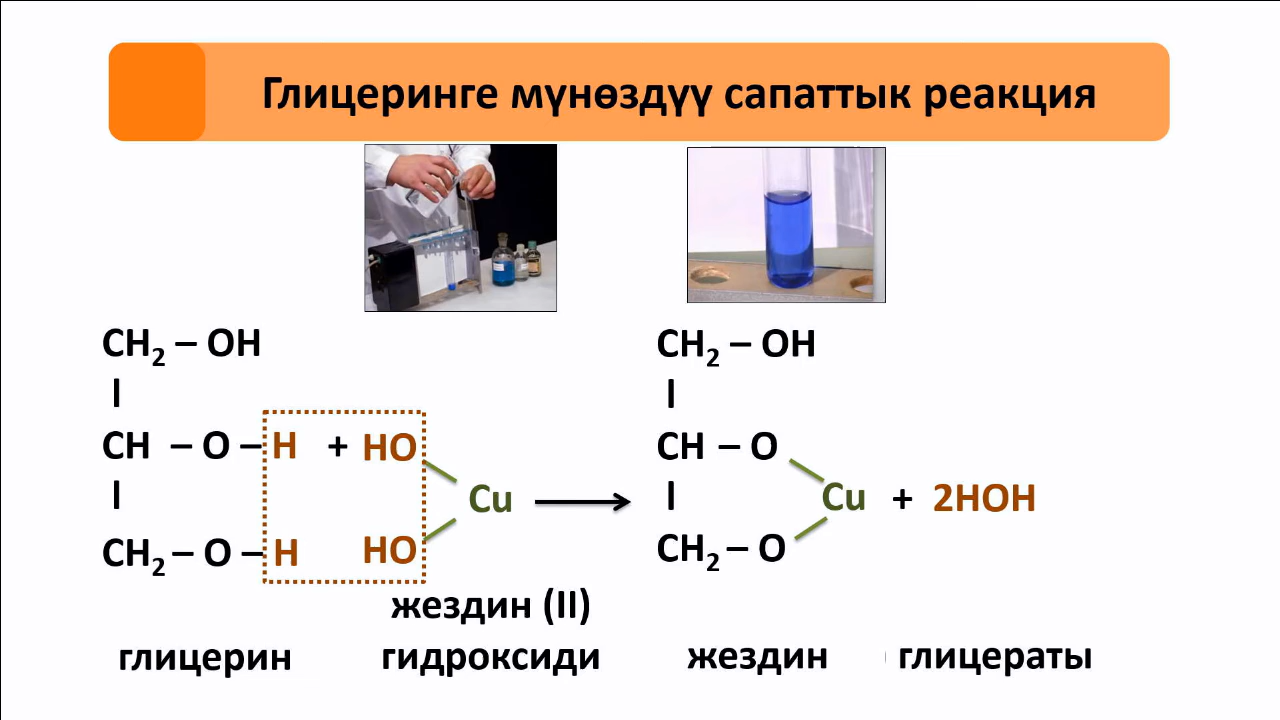 Глицеринге мүнөздүү сапаттык реакция
CH₂ – OH CH₂ – OH
I I
CH – O – H + HO CH – O
I Cu I Cu + 2HOH
CH₂ – O – H HO CH₂ – O
жездин (II)
глицерин гидроксиди жездин глицераты